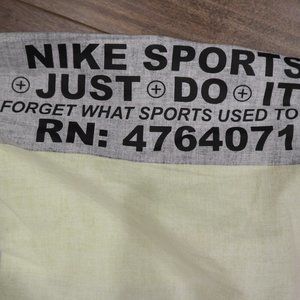 NIKE SPORTS
JUST DO IT
FORGET WHAT SPORTS USED TO
RN: 4764071